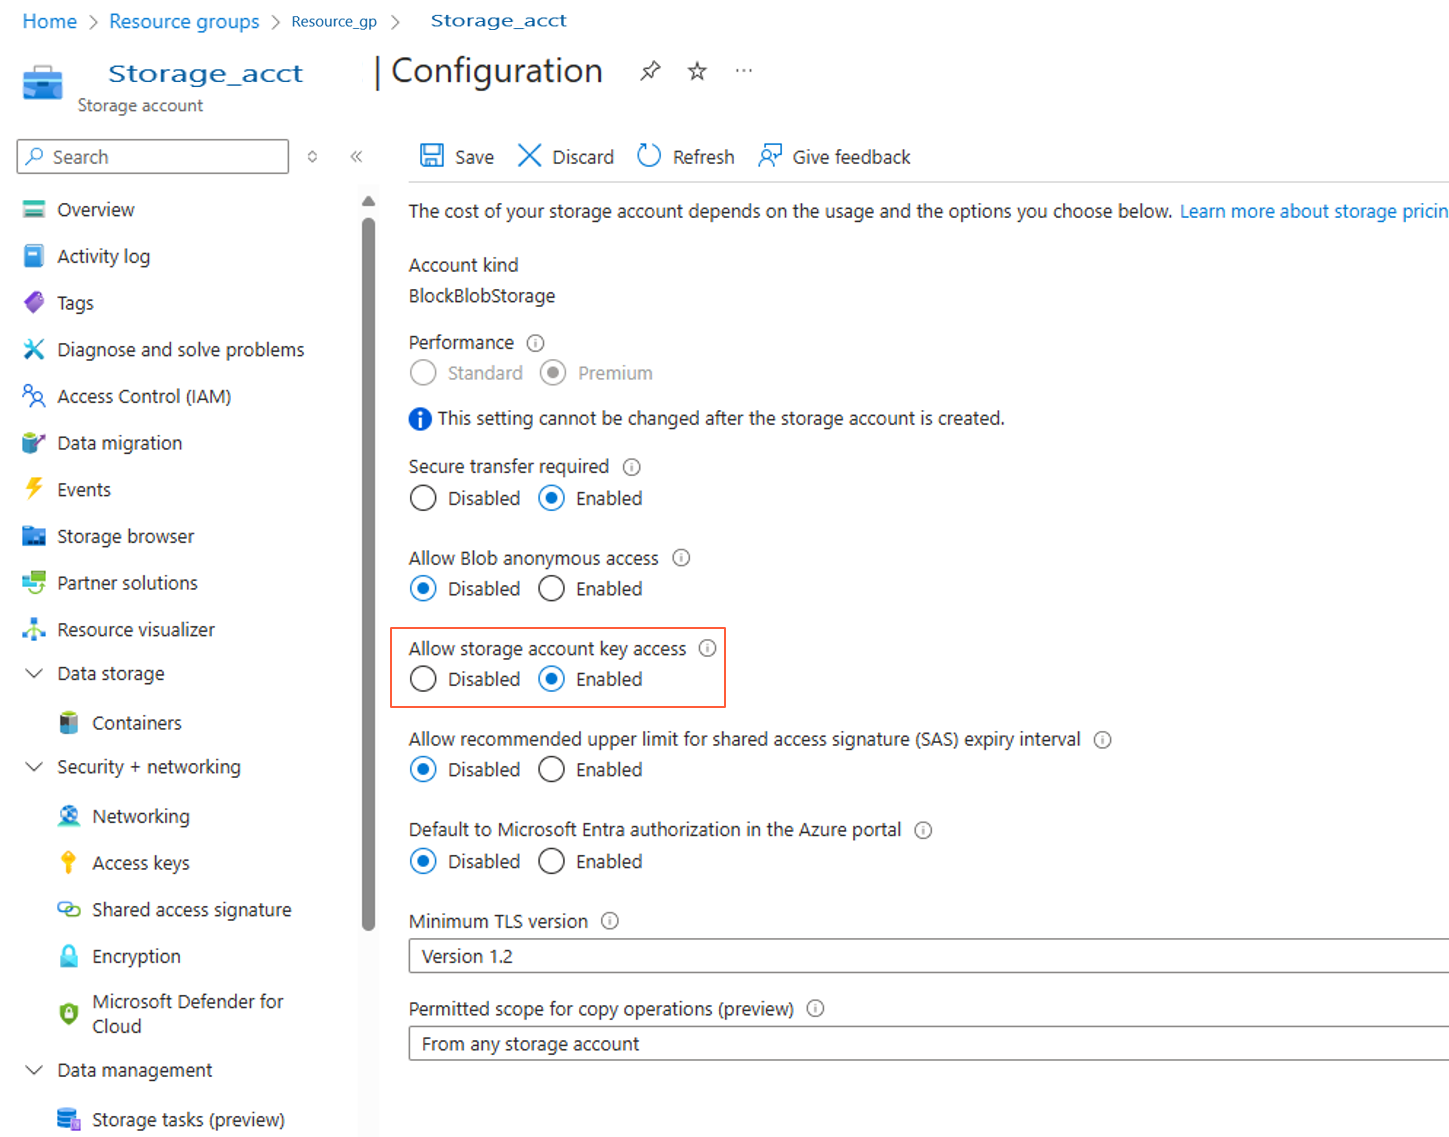 Home > Resource groups > Resource_gp > Storage_acct
Storage_acct | Configuration ...
Storage account
Search
Save Discard Refresh Give feedback
Overview
Activity log
Tags
Diagnose and solve problems
Access Control (IAM)
Data migration
Events
Storage browser
Partner solutions
Resource visualizer
Data storage
Containers
Security + networking
Networking
Access keys
Shared access signature
Encryption
Microsoft Defender for
Cloud
Data management
Storage tasks (preview)
The cost of your storage account depends on the usage and the options you choose below. Learn more about storage pricin
Account kind
BlockBlobStorage
Performance
Standard Premium
This setting cannot be changed after the storage account is created.
Secure transfer required
Disabled Enabled
Allow Blob anonymous access
Disabled Enabled
Allow storage account key access
Disabled Enabled
Allow recommended upper limit for shared access signature (SAS) expiry interval
Disabled Enabled
Default to Microsoft Entra authorization in the Azure portal
Disabled Enabled
Minimum TLS version
Version 1.2
Permitted scope for copy operations (preview)
From any storage account